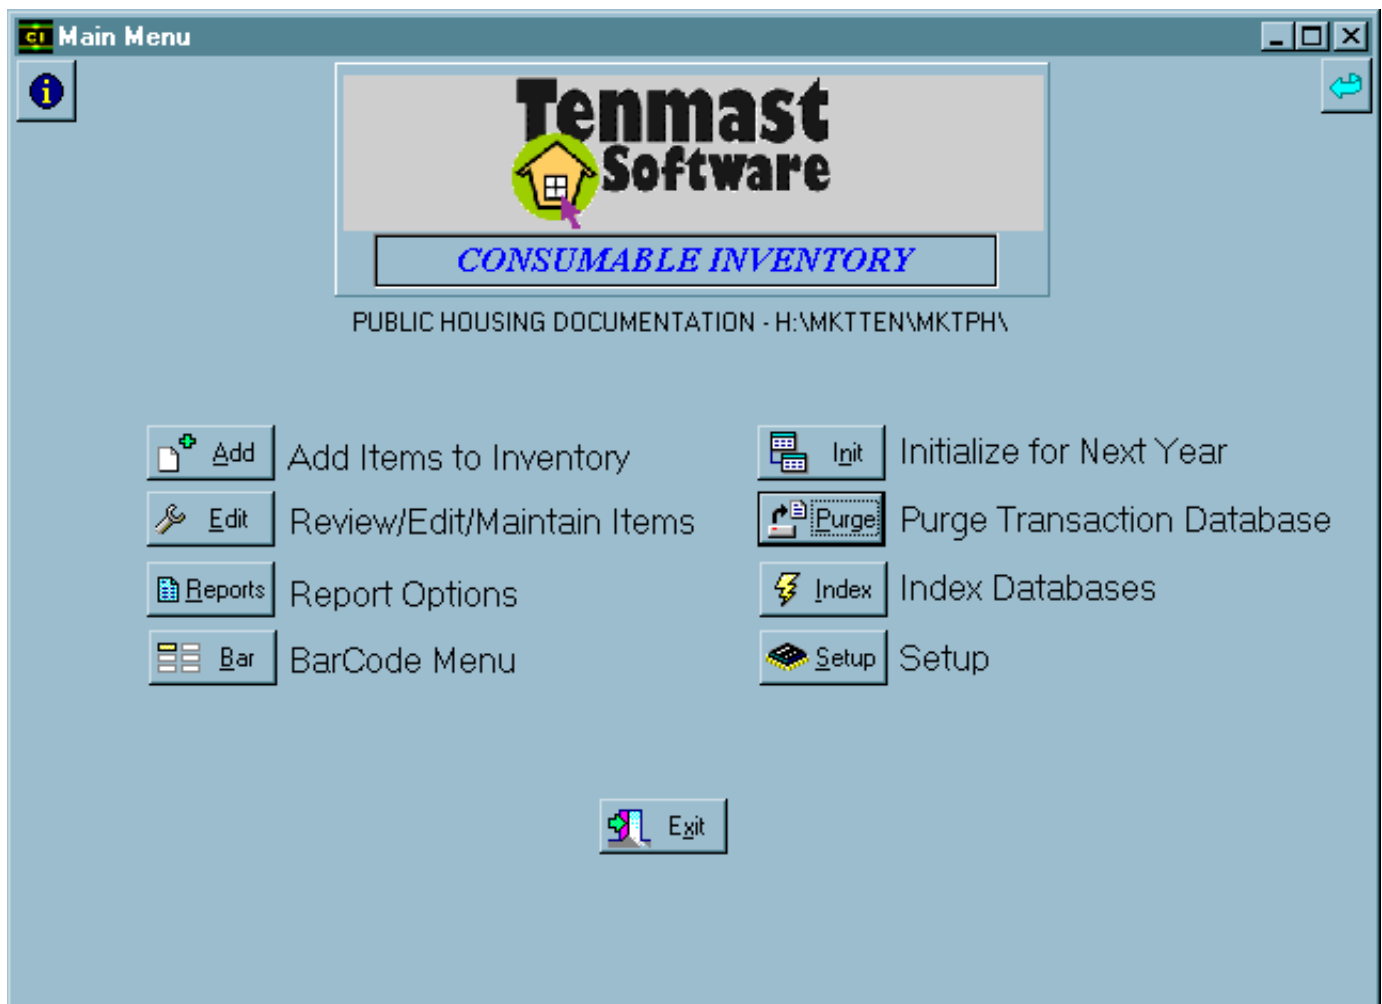 CI Main Menu
Tenmast
Software
CONSUMABLE INVENTORY
PUBLIC HOUSING DOCUMENTATION - H:\MKTTEN\MKTPH\
Add Add Items to Inventory
Edit Review/Edit/Maintain Items
Reports Report Options
Bar BarCode Menu
Init Initialize for Next Year
Purge Purge Transaction Database
Index Index Databases
Setup Setup
Exit